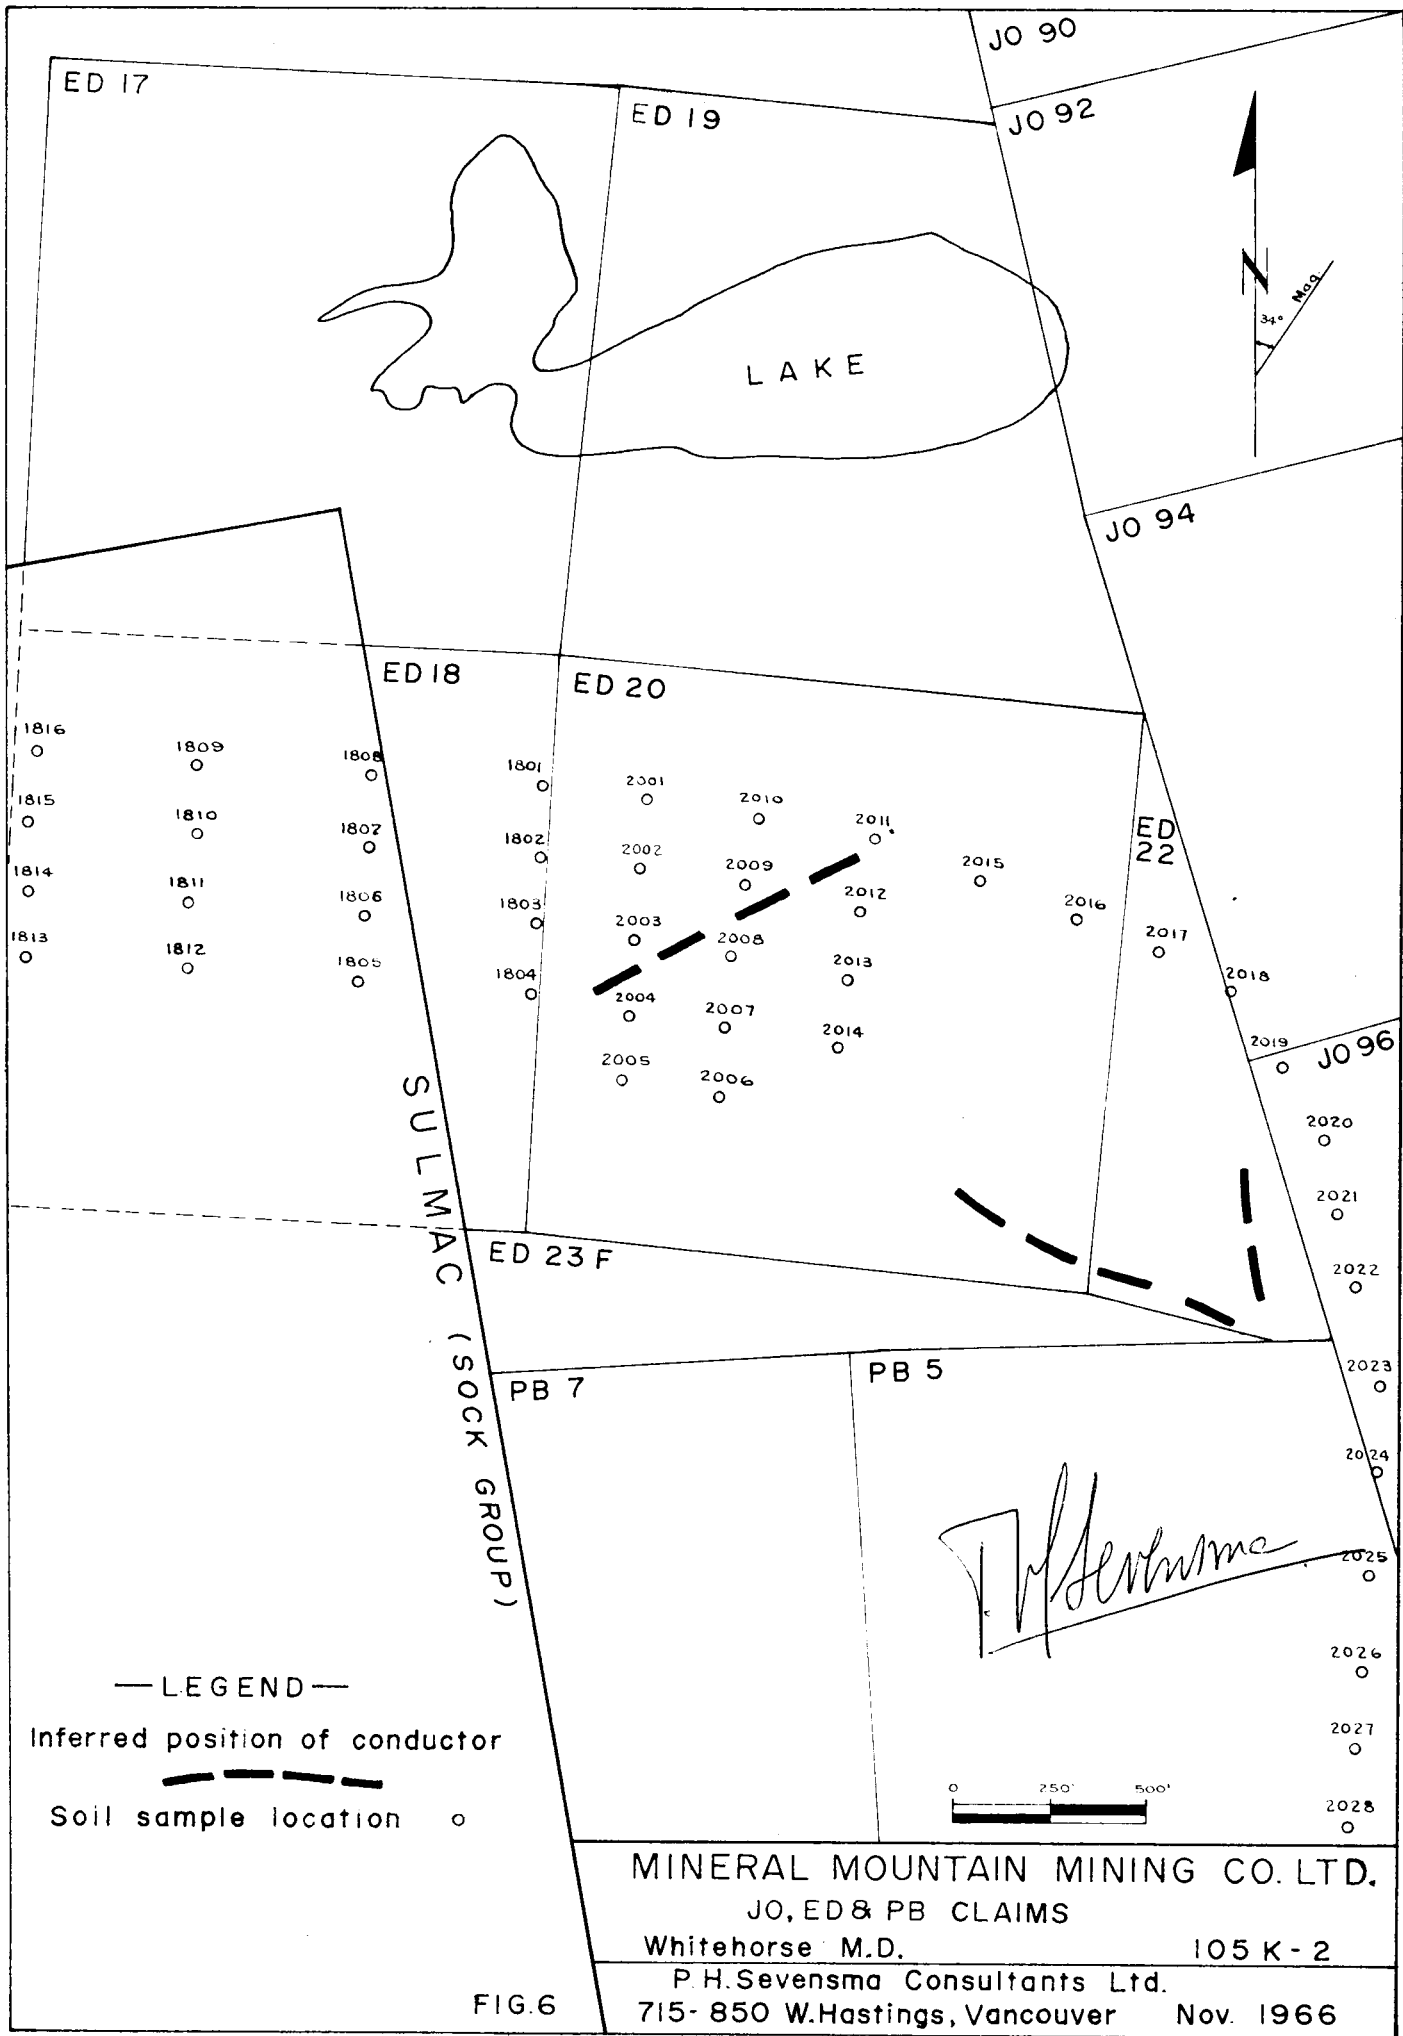 JO 90
ED 17
ED 19
JO 92
N
34°
Mag.
LAKE
JO 94
ED 18
ED 20
1816
1809
1808
1801
2001
2010
2011
1815
1810
1807
1802
2002
2009
2012
2015
ED
22
1814
1811
1806
1803
2003
2008
2016
2017
1813
1812
1805
1804
2004
2007
2013
2018
2005
2006
2014
2019
JO 96
2020
2021
2022
SULMAC (SOCK GROUP)
ED 23 F
PB 7
PB 5
2023
2024
2025
2026
2027
2028
Sevensma
—LEGEND—
Inferred position of conductor
Soil sample location
0 250' 500'
MINERAL MOUNTAIN MINING CO. LTD.
JO, ED & PB CLAIMS
Whitehorse M.D. 105 K - 2
P.H. Sevensma Consultants Ltd.
715- 850 W. Hastings, Vancouver Nov. 1966
FIG. 6